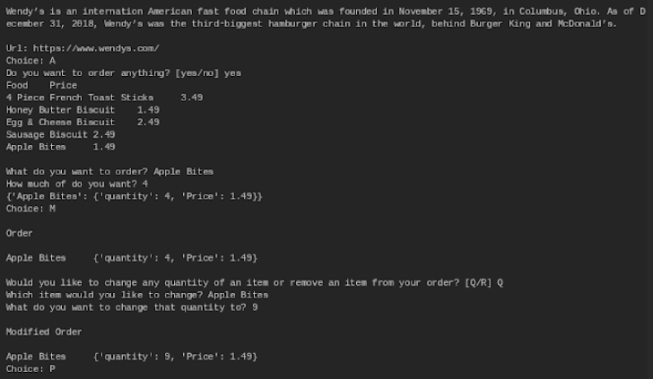 Wendy's is an internation American fast food chain which was founded in November 15, 1969, in Columbus, Ohio. As of D
ecember 31, 2018, Wendy's was the third-biggest hamburger chain in the world, behind Burger King and McDonald's.
Url: https://www.wendys.com/
Choice: A
Do you want to order anything? [yes/no] yes
Food Price
4 Piece French Toast Sticks 3.49
Honey Butter Biscuit 1.49
Egg & Cheese Biscuit 2.49
Sausage Biscuit 2.49
Apple Bites 1.49
What do you want to order? Apple Bites
How much of do you want? 4
{'Apple Bites': {'quantity': 4, 'Price': 1.49}}
Choice: M
Order
Apple Bites {'quantity': 4, 'Price': 1.49}
Would you like to change any quantity of an item or remove an item from your order? [Q/R] Q
Which item would you like to change? Apple Bites
What do you want to change that quantity to? 9
Modified Order
Apple Bites {'quantity': 9, 'Price': 1.49}
Choice: P